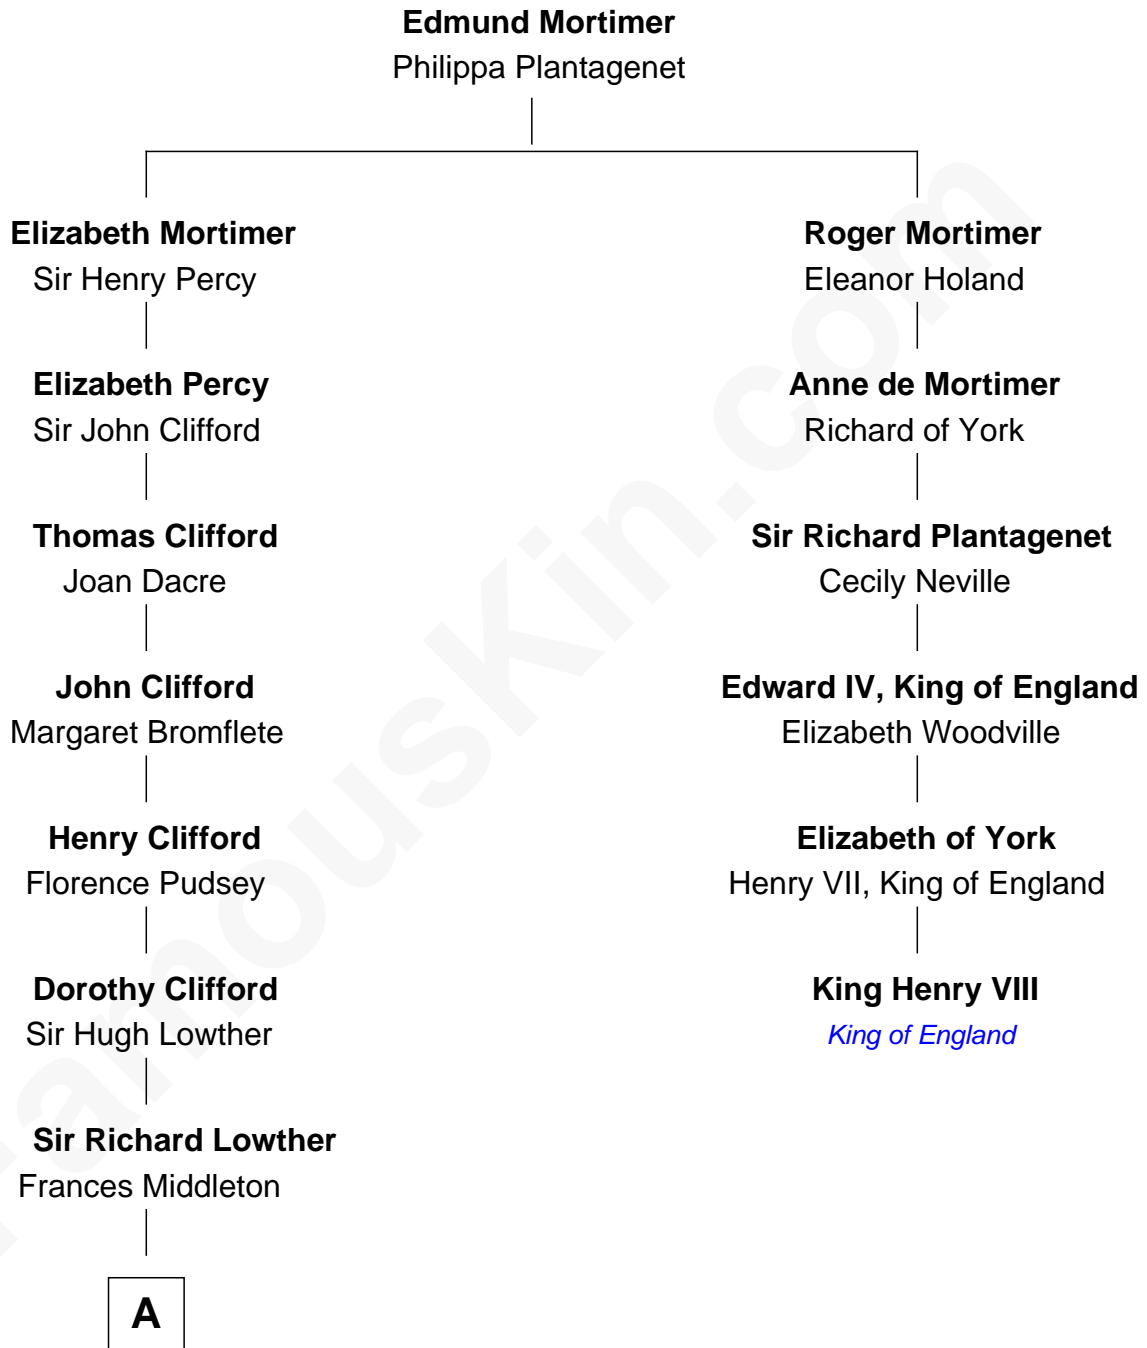 Edmund Mortimer
Philippa Plantagenet
Elizabeth Mortimer
Sir Henry Percy
Roger Mortimer
Eleanor Holand
Elizabeth Percy
Sir John Clifford
Anne de Mortimer
Richard of York
Thomas Clifford
Joan Dacre
Sir Richard Plantagenet
Cecily Neville
John Clifford
Margaret Bromflete
Edward IV, King of England
Elizabeth Woodville
Henry Clifford
Florence Pudsey
Elizabeth of York
Henry VII, King of England
Dorothy Clifford
Sir Hugh Lowther
King Henry VIII
King of England
Sir Richard Lowther
Frances Middleton
A
FamousKin.com